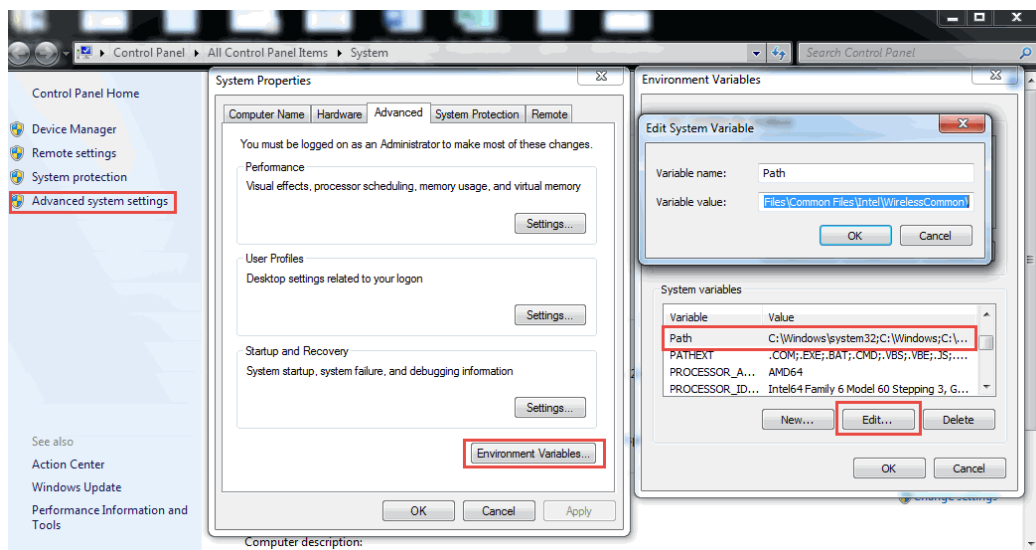 Control Panel
All Control Panel Items
System
Search Control Panel
Control Panel Home
Device Manager
Remote settings
System protection
Advanced system settings
See also
Action Center
Windows Update
Performance Information and
Tools
System Properties
Computer Name
Hardware
Advanced
System Protection
Remote
You must be logged on as an Administrator to make most of these changes.
Performance
Visual effects, processor scheduling, memory usage, and virtual memory
Settings...
User Profiles
Desktop settings related to your logon
Settings...
Startup and Recovery
System startup, system failure, and debugging information
Settings...
Environment Variables...
OK
Cancel
Apply
Computer description:
Environment Variables
Edit System Variable
Variable name:
Path
Variable value:
Files\Common Files\Intel\WirelessCommon\
OK
Cancel
System variables
Variable
Value
Path
C:\Windows\system32;C:\Windows;C:\...
PATHEXT
.COM;.EXE;.BAT;.CMD;.VBS;.VBE;.JS;....
PROCESSOR_A...
AMD64
PROCESSOR_ID...
Intel64 Family 6 Model 60 Stepping 3, G...
New...
Edit...
Delete
OK
Cancel
Change settings